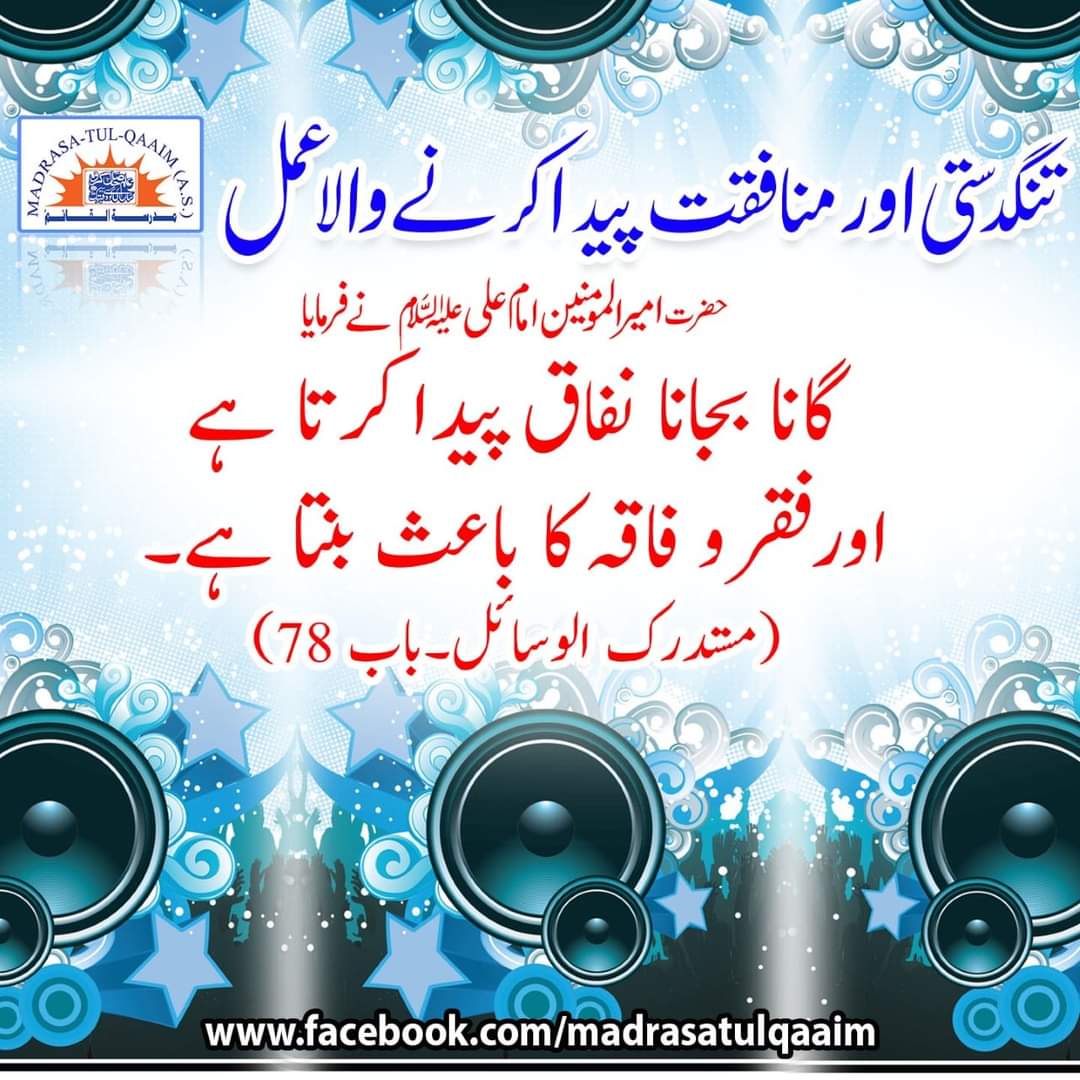 MADRASA-TUL-QAAIM (A.S)
مدرسة القائم
تنگدستی اور منافقت پیدا کرنے والا عمل
حضرت امیرالمومنین امام علی علیہ السلام نے فرمایا
گانا بجانا نفاق پیدا کرتا ہے
اور فقر و فاقہ کا باعث بنتا ہے۔
(مستدرک الوسائل۔باب 78)
www.facebook.com/madrasatulqaaim